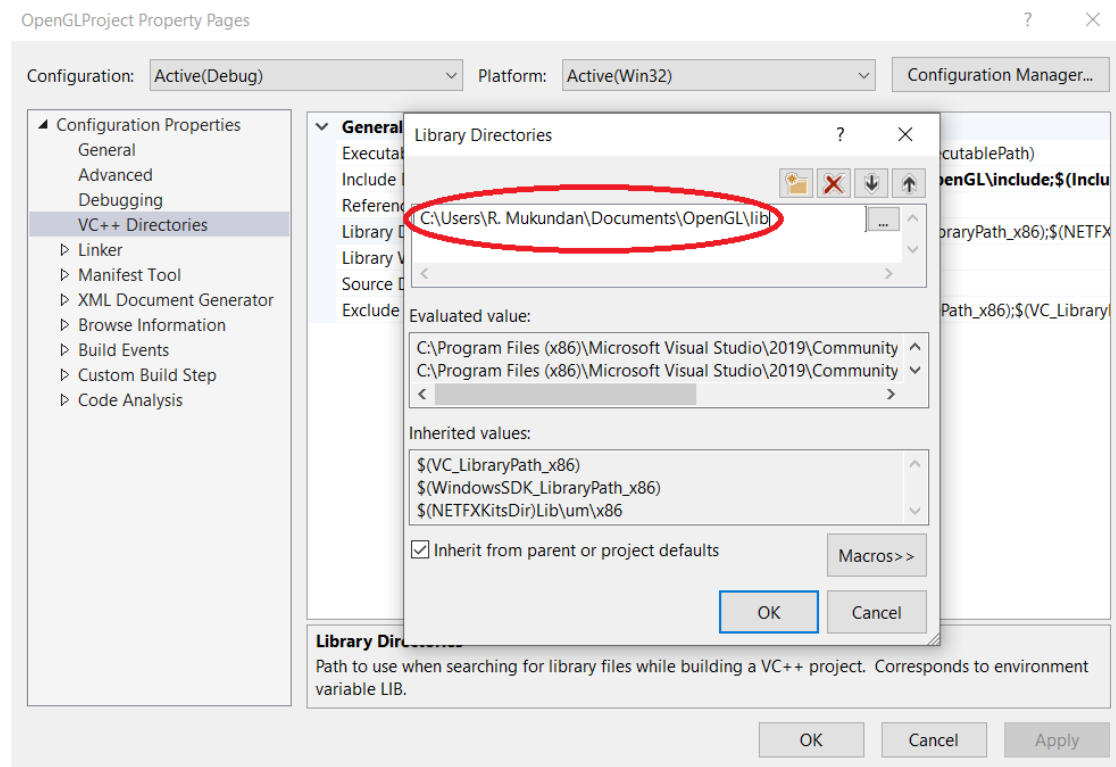 OpenGLProject Property Pages ? ×
Configuration: Active(Debug) Platform: Active(Win32) Configuration Manager...
Configuration Properties
General
Advanced
Debugging
VC++ Directories
Linker
Manifest Tool
XML Document Generator
Browse Information
Build Events
Custom Build Step
Code Analysis
General
cutablePath)
Include penGL\include;$(Inclu
Library braryPath_x86);$(NETFX
Library
Source
Exclude Path_x86);$(VC_Library
Library Directories ? ×
C:\Users\R. Mukundan\Documents\OpenGL\lib ...
Evaluated value:
C:\Program Files (x86)\Microsoft Visual Studio\2019\Community
C:\Program Files (x86)\Microsoft Visual Studio\2019\Community
Inherited values:
$(VC_LibraryPath_x86)
$(WindowsSDK_LibraryPath_x86)
$(NETFXKitsDir)Lib\um\x86
Inherit from parent or project defaults
Macros>>
OK Cancel
Library Directories
Path to use when searching for library files while building a VC++ project. Corresponds to environment
variable LIB.
OK Cancel Apply